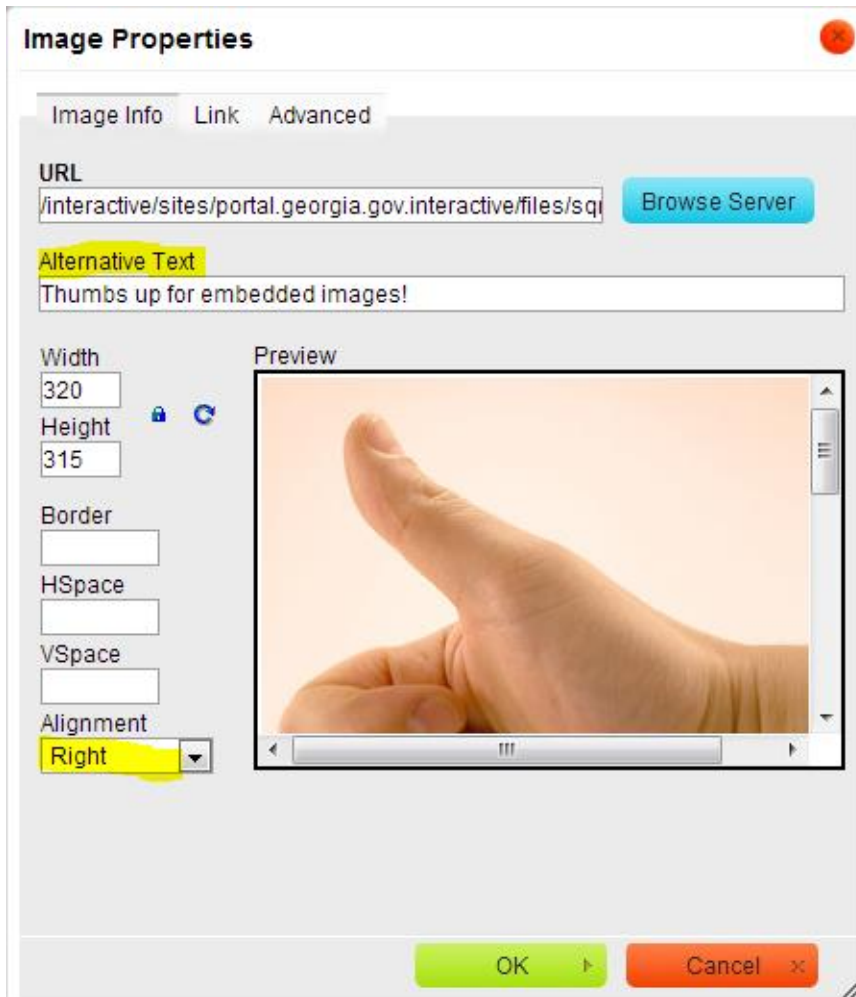 Image Properties
Image Info Link Advanced
URL
/interactive/sites/portal.georgia.gov.interactive/files/sqr
Browse Server
Alternative Text
Thumbs up for embedded images!
Width
320
Height
315
Border
HSpace
VSpace
Alignment
Right
Preview
OK
Cancel